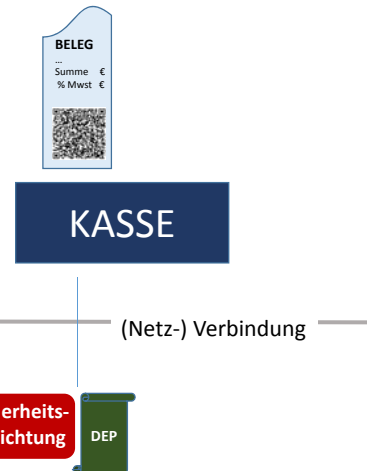 BELEG
...
Summe €
% Mwst €
KASSE
(Netz-) Verbindung
erheits-
ichtung
DEP